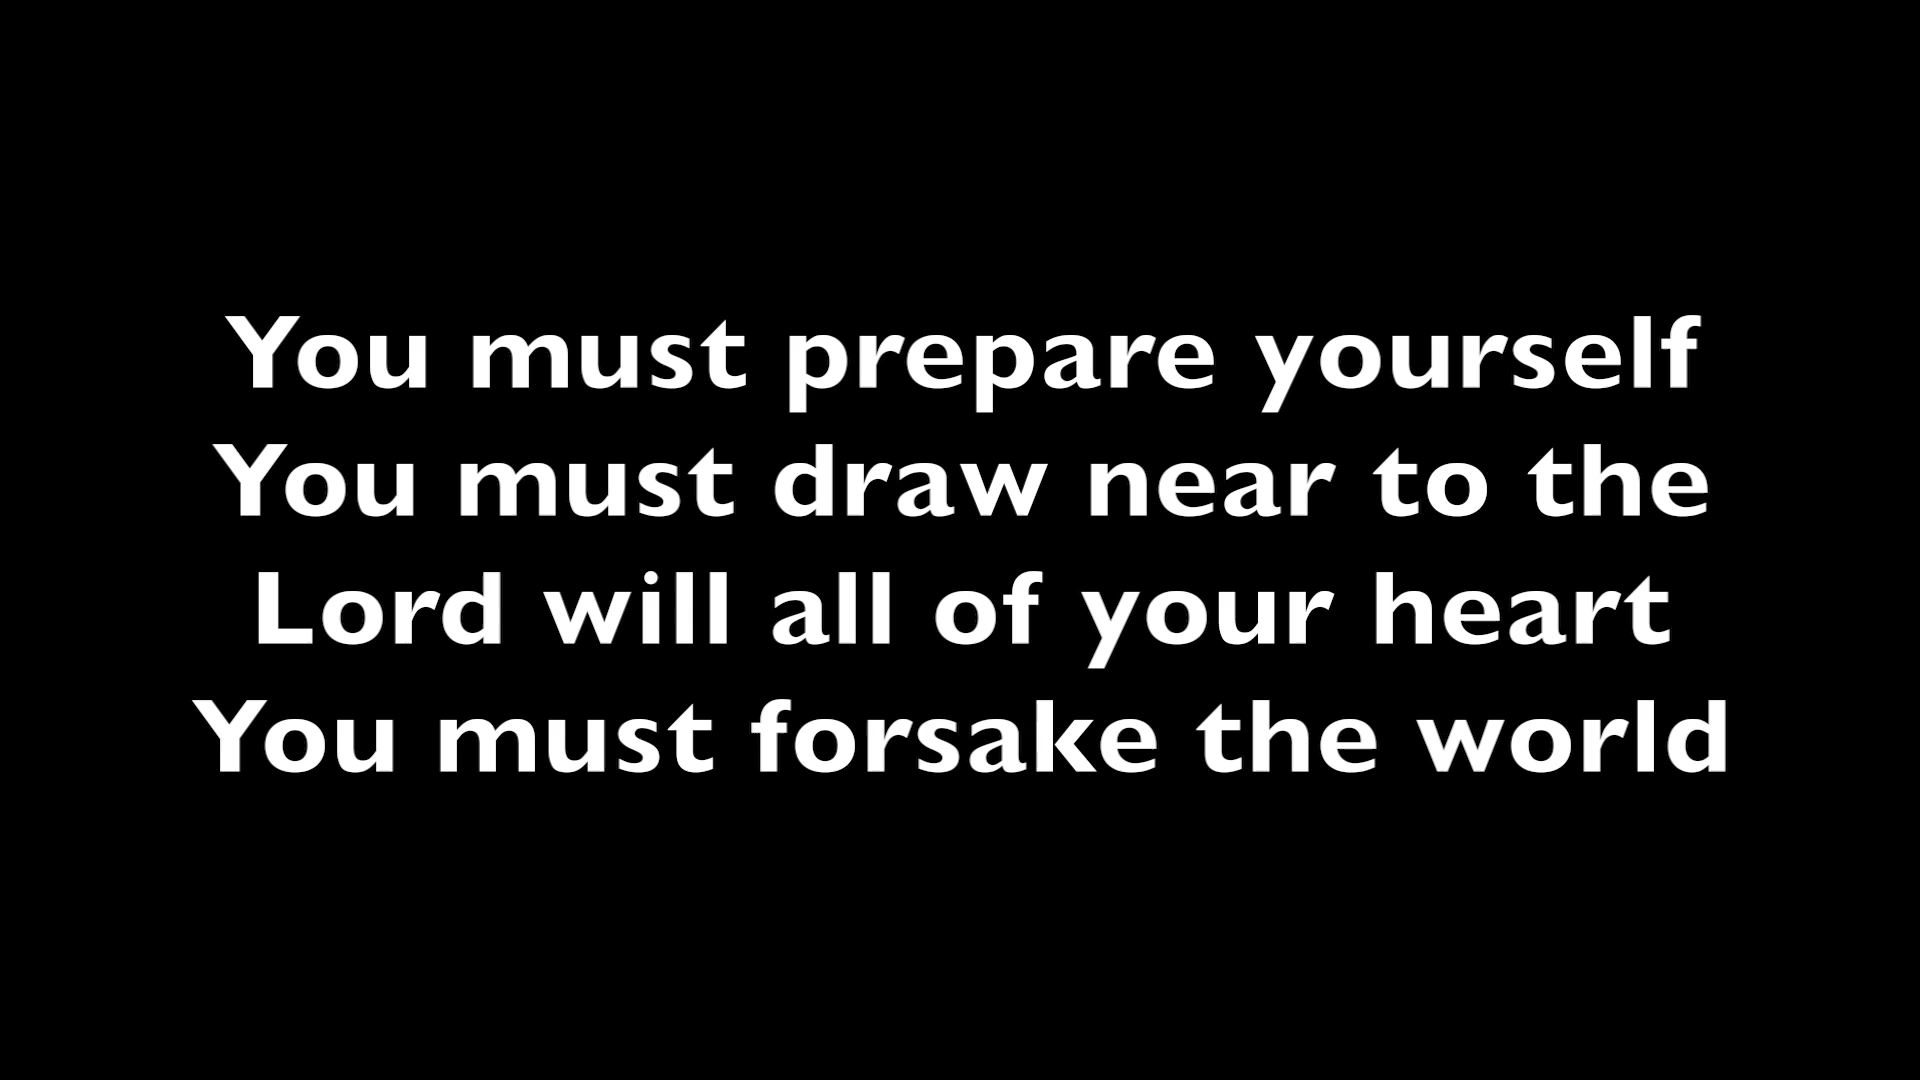 You must prepare yourself
You must draw near to the
Lord will all of your heart
You must forsake the world